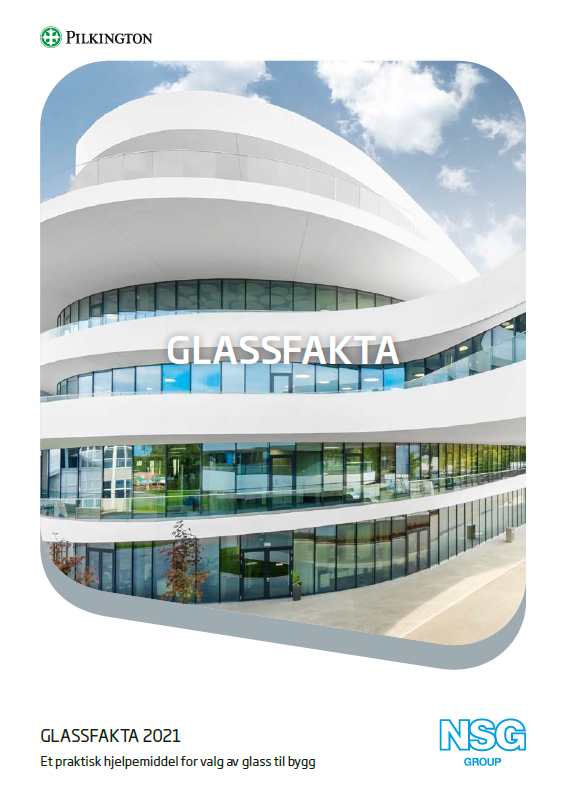 PILKINGTON
GLASSFAKTA
GLASSFAKTA 2021
Et praktisk hjelpemiddel for valg av glass til bygg
NSG
GROUP